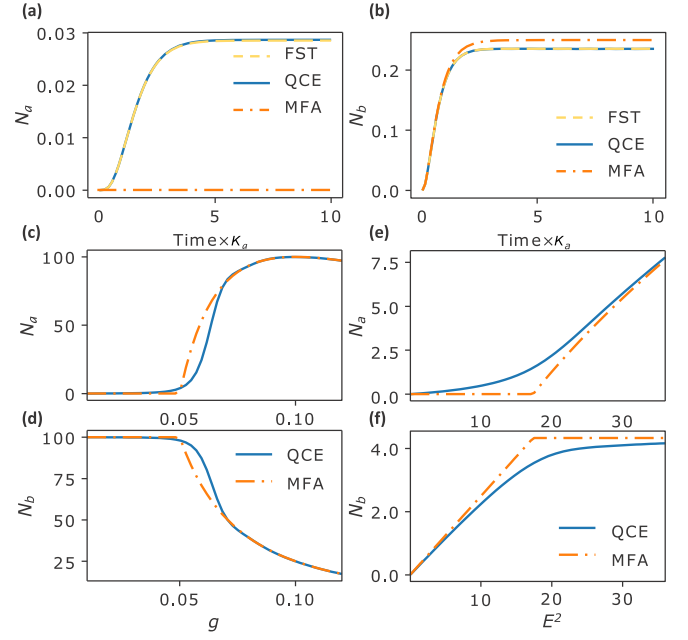 (a)
0.03
0.02
0.01
0.00
N_a
FST
QCE
MFA
0
5
10
Time×κ_a
(b)
0.2
0.1
0.0
N_b
FST
QCE
MFA
0
5
10
Time×κ_a
(c)
100
50
0
N_a
0.05
0.10
(e)
7.5
5.0
2.5
0.0
N_a
10
20
30
(d)
100
75
50
25
N_b
QCE
MFA
0.05
0.10
g
(f)
4.0
2.0
0.0
N_b
QCE
MFA
10
20
30
E²